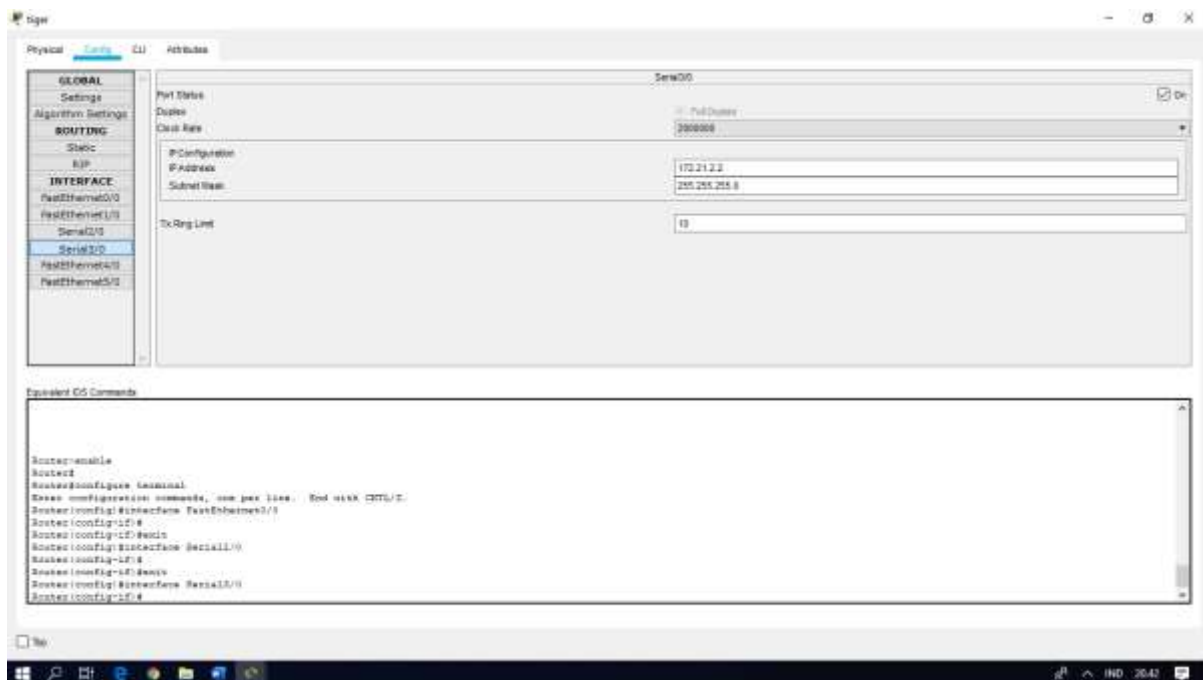 tiger
Physical Config CLI Attributes
GLOBAL
Settings
Algorithm Settings
ROUTING
Static
RIP
INTERFACE
FastEthernet0/0
FastEthernet1/0
Serial2/0
Serial3/0
FastEthernet4/0
FastEthernet5/0
Serial3/0
Port Status
On
Duplex
Full Duplex
Clock Rate
2000000
IP Configuration
IP Address
172.21.2.2
Subnet Mask
255.255.255.0
Tx Ring Limit
10
Equivalent IOS Commands
Router>enable
Router#
Router#configure terminal
Enter configuration commands, one per line. End with CNTL/Z.
Router(config)#interface FastEthernet0/0
Router(config-if)#
Router(config-if)#exit
Router(config)#interface Serial2/0
Router(config-if)#
Router(config-if)#exit
Router(config)#interface Serial3/0
Router(config-if)#
Top
IND 20.42